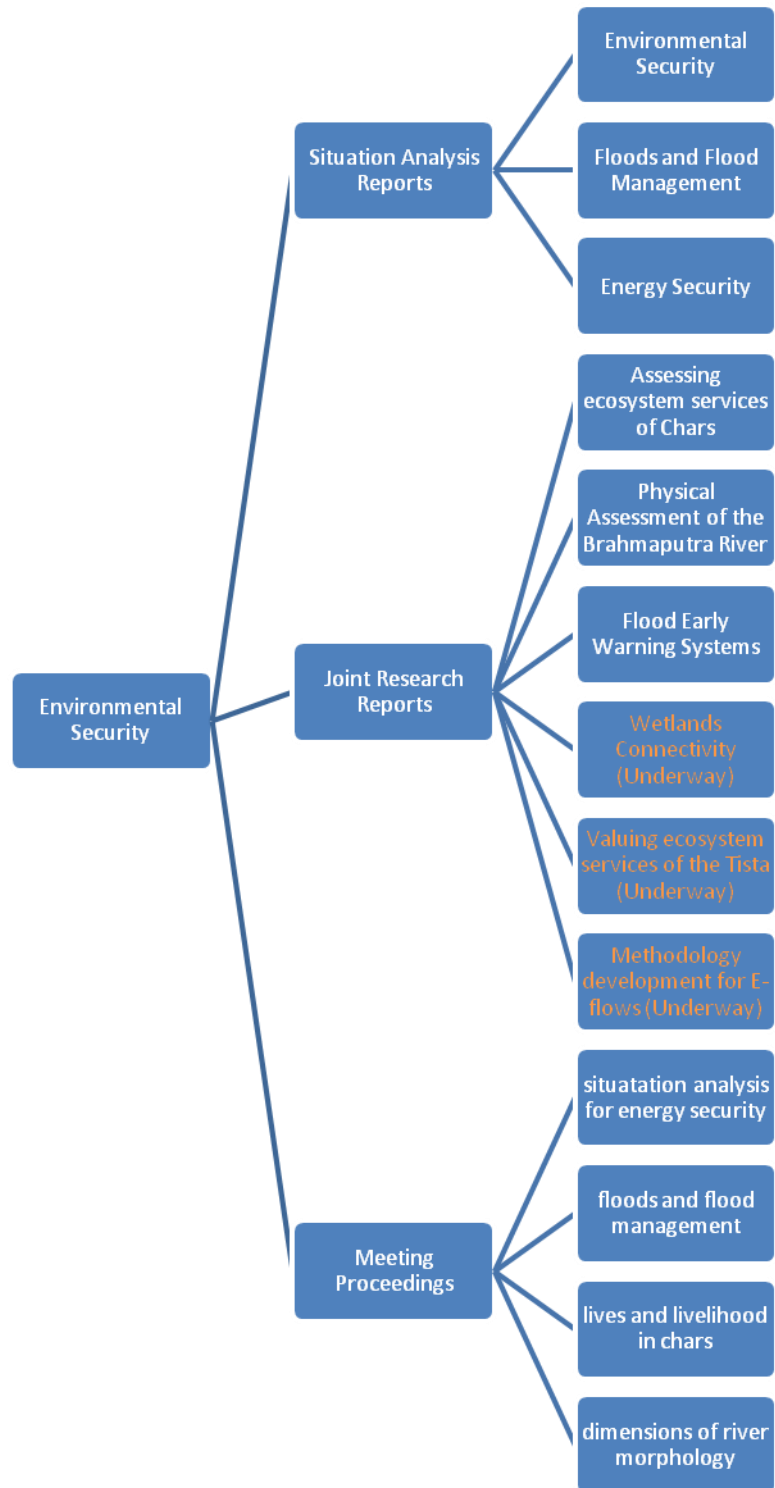 Environmental
Security
Situation Analysis
Reports
Environmental
Security
Floods and Flood
Management
Energy Security
Joint Research
Reports
Assessing
ecosystem services
of Chars
Physical
Assessment of the
Brahmaputra River
Flood Early
Warning Systems
Wetlands
Connectivity
(Underway)
Valuing ecosystem
services of the Tista
(Underway)
Methodology
development for E-
flows (Underway)
Meeting
Proceedings
situatation analysis
for energy security
floods and flood
management
lives and livelihood
in chars
dimensions of river
morphology